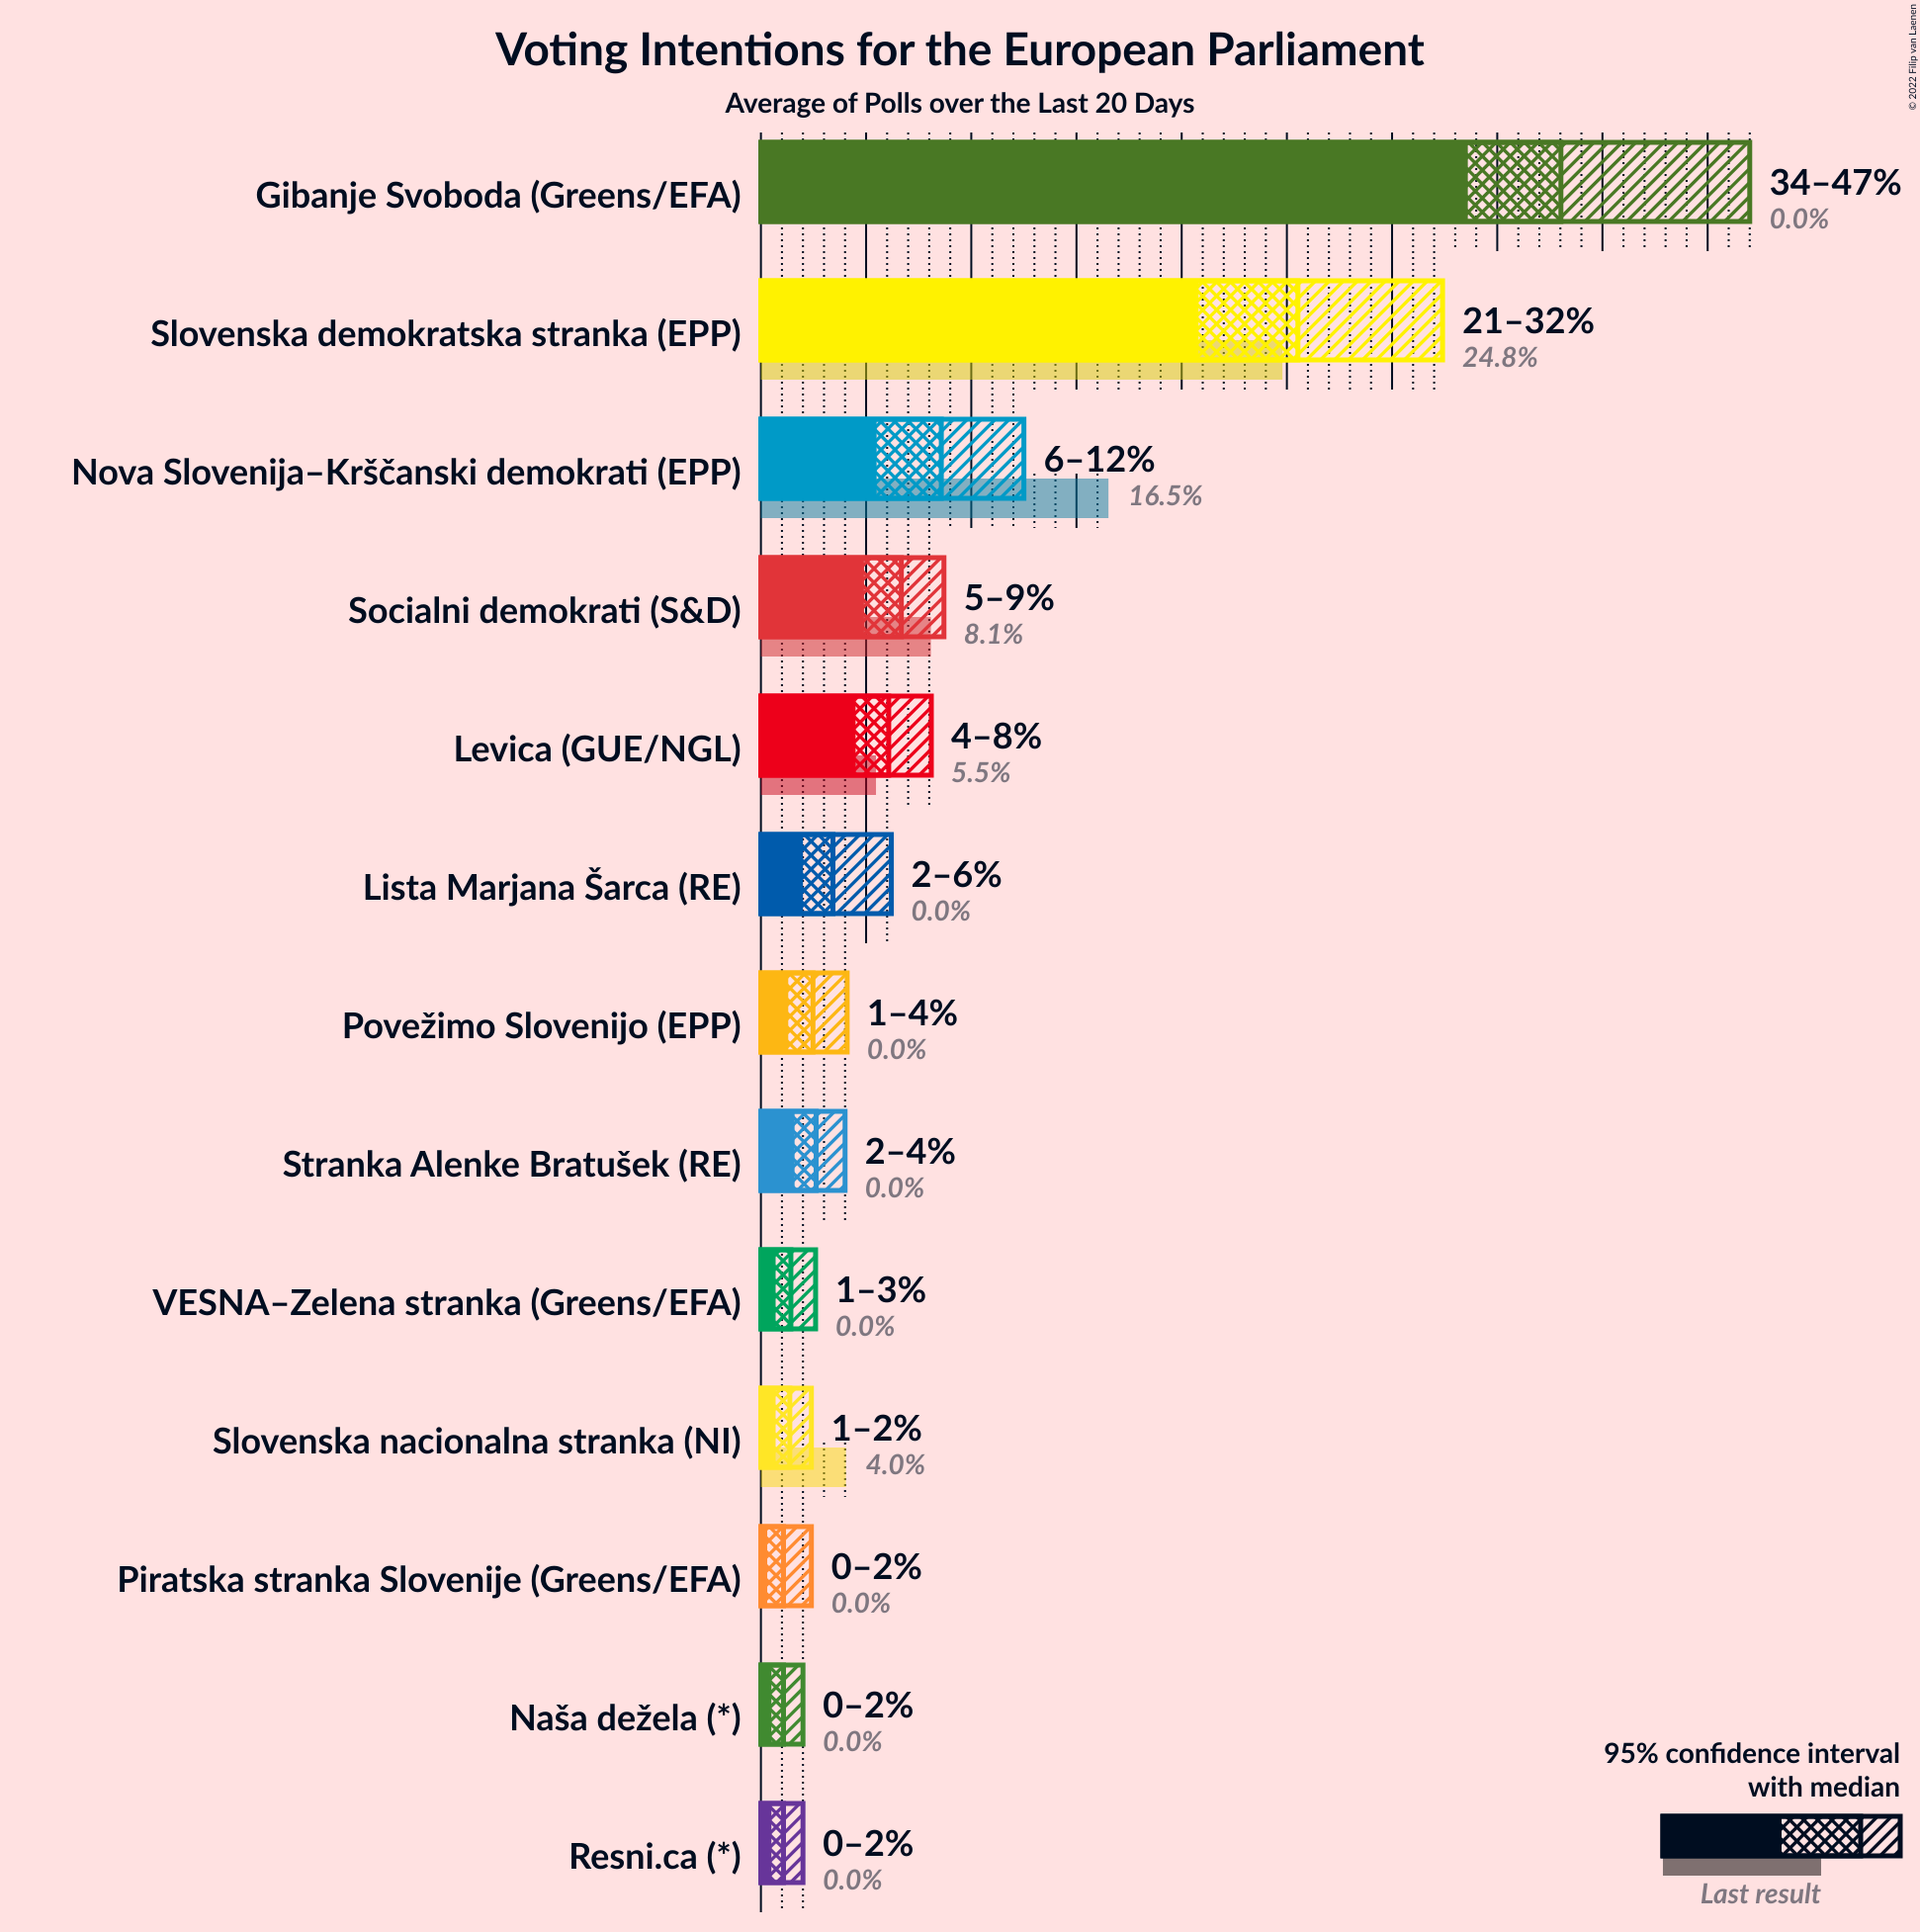 © 2022 Filip van Laenen
Voting Intentions for the European Parliament
Average of Polls over the Last 20 Days
Gibanje Svoboda (Greens/EFA)
34–47%
0.0%
Slovenska demokratska stranka (EPP)
21–32%
24.8%
Nova Slovenija–Krščanski demokrati (EPP)
6–12%
16.5%
Socialni demokrati (S&D)
5–9%
8.1%
Levica (GUE/NGL)
4–8%
5.5%
Lista Marjana Šarca (RE)
2–6%
0.0%
Povežimo Slovenijo (EPP)
1–4%
0.0%
Stranka Alenke Bratušek (RE)
2–4%
0.0%
VESNA–Zelena stranka (Greens/EFA)
1–3%
0.0%
Slovenska nacionalna stranka (NI)
1–2%
4.0%
Piratska stranka Slovenije (Greens/EFA)
0–2%
0.0%
Naša dežela (*)
0–2%
0.0%
Resni.ca (*)
0–2%
0.0%
95% confidence interval
with median
Last result